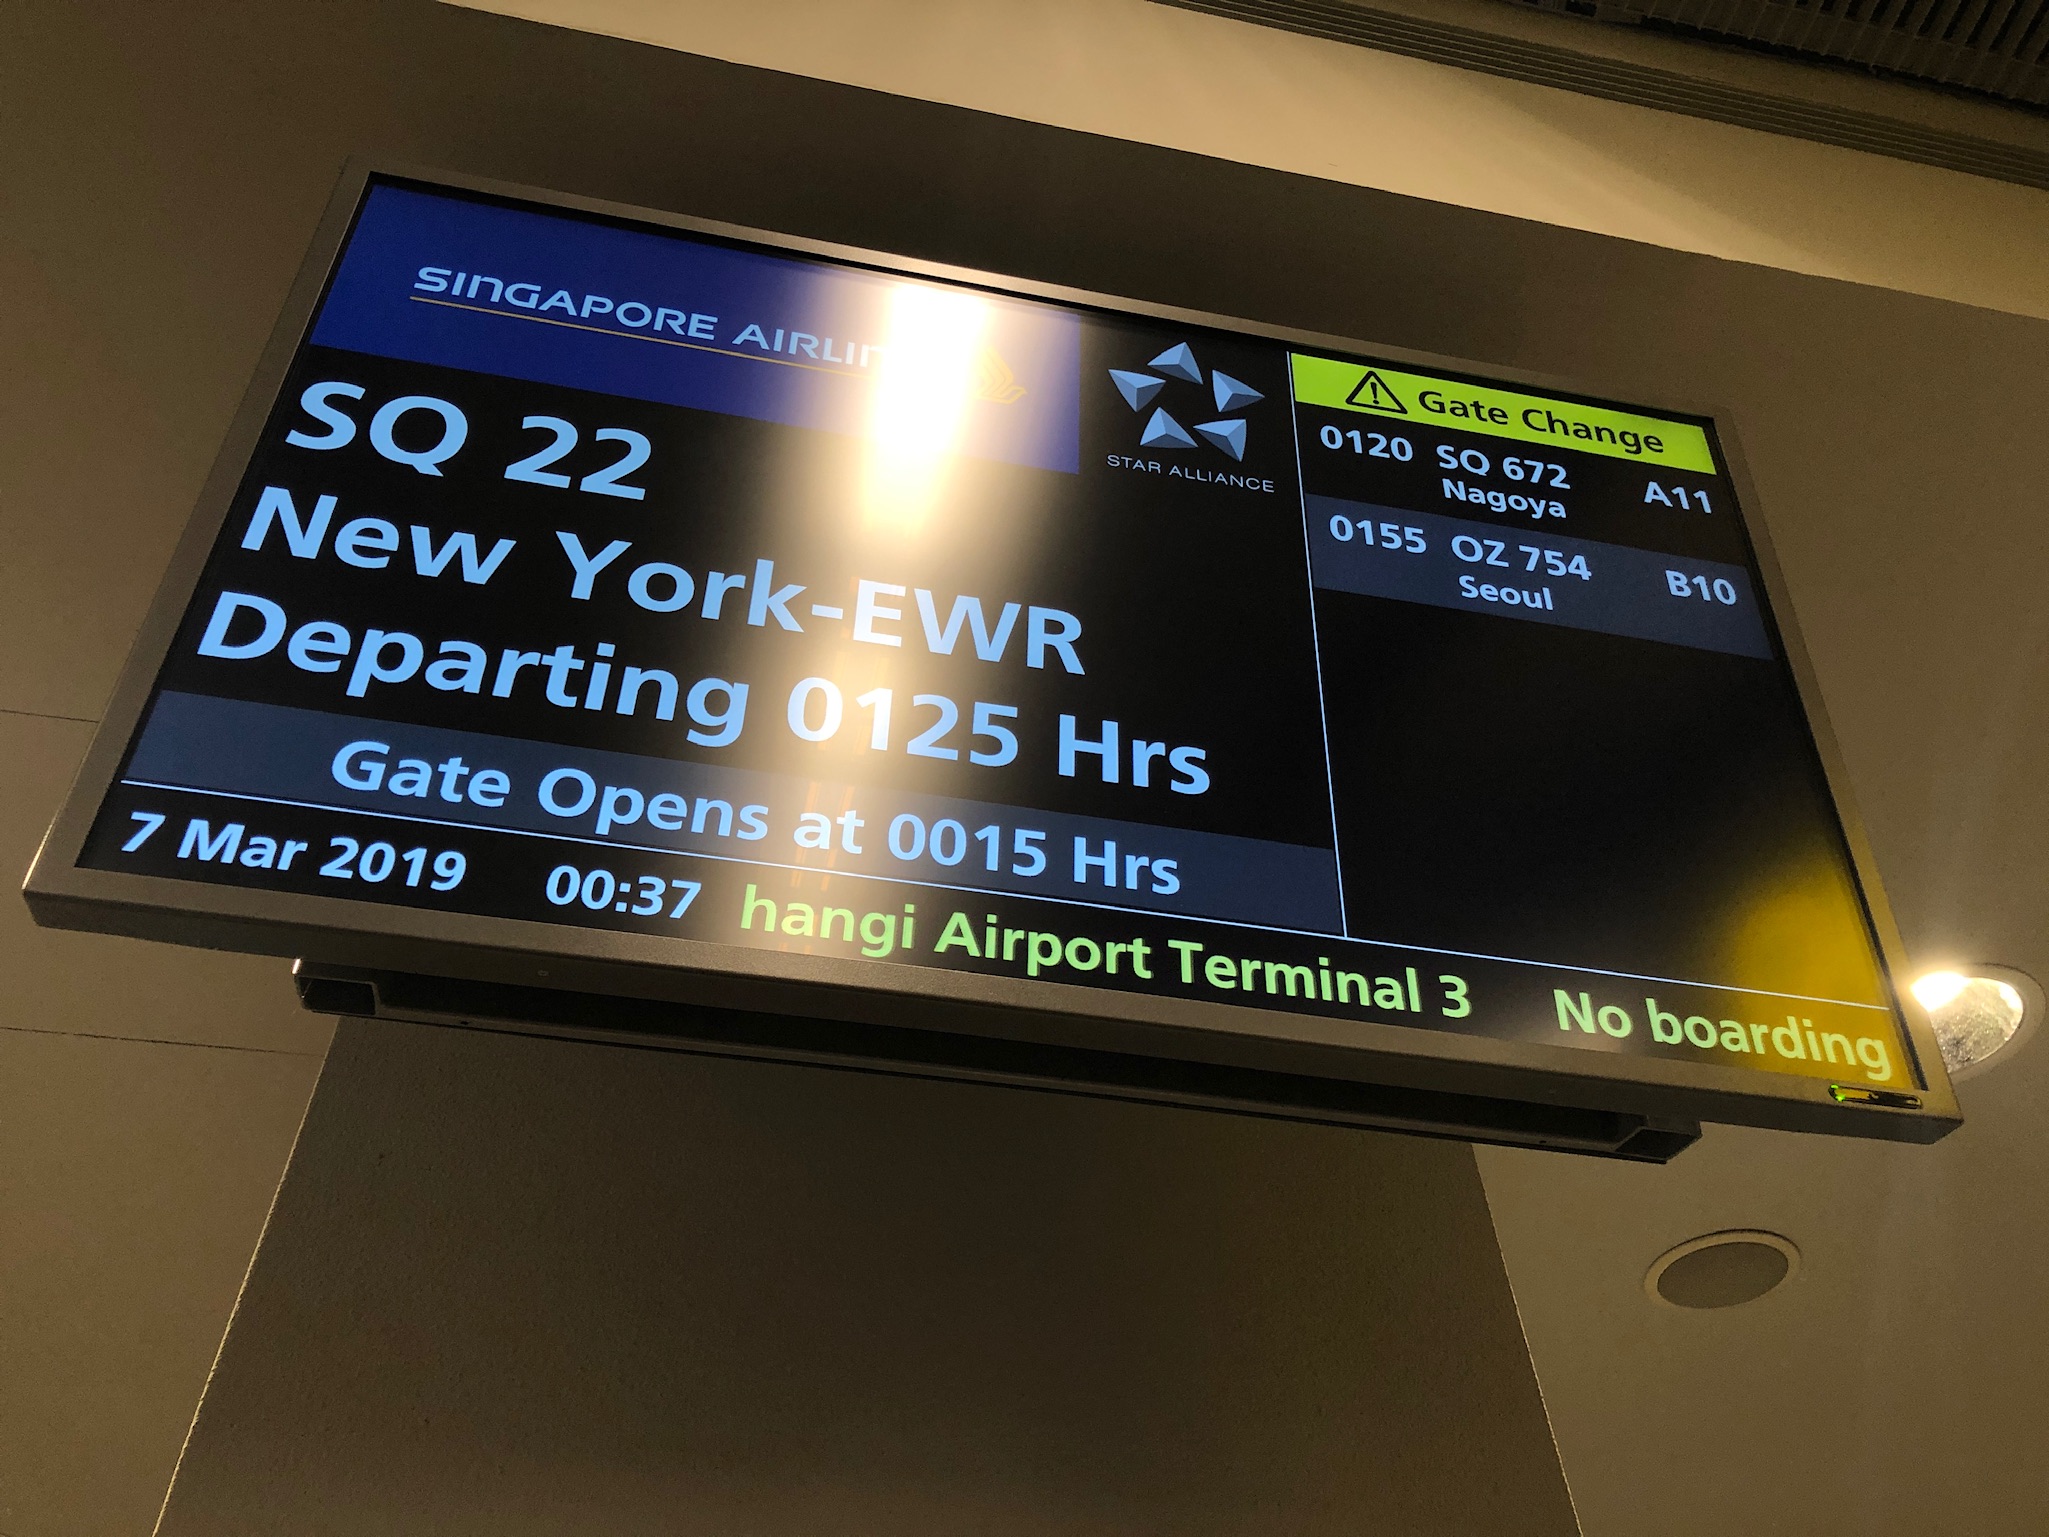 SINGAPORE AIRLIN
STAR ALLIANCE
SQ 22
New York-EWR
Departing 0125 Hrs
Gate Opens at 0015 Hrs
Gate Change
0120 SQ 672 A11
Nagoya
0155 OZ 754 B10
Seoul
7 Mar 2019 00:37 hangi Airport Terminal 3 No boarding